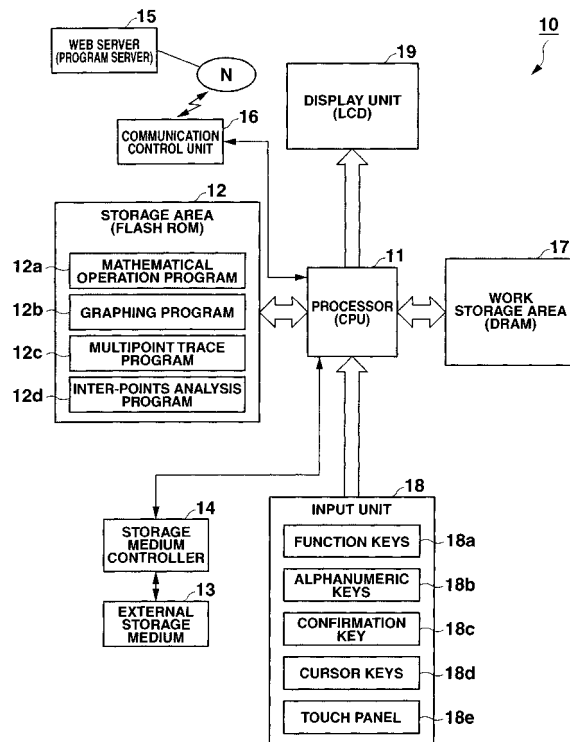 15
10
WEB SERVER
(PROGRAM SERVER)
N
19
DISPLAY UNIT
(LCD)
16
COMMUNICATION
CONTROL UNIT
12
STORAGE AREA
(FLASH ROM)
12a
MATHEMATICAL
OPERATION PROGRAM
12b
GRAPHING PROGRAM
12c
MULTIPOINT TRACE
PROGRAM
12d
INTER-POINTS ANALYSIS
PROGRAM
11
PROCESSOR
(CPU)
17
WORK
STORAGE AREA
(DRAM)
14
STORAGE
MEDIUM
CONTROLLER
13
EXTERNAL
STORAGE
MEDIUM
18
INPUT UNIT
FUNCTION KEYS
18a
ALPHANUMERIC
KEYS
18b
CONFIRMATION
KEY
18c
CURSOR KEYS
18d
TOUCH PANEL
18e